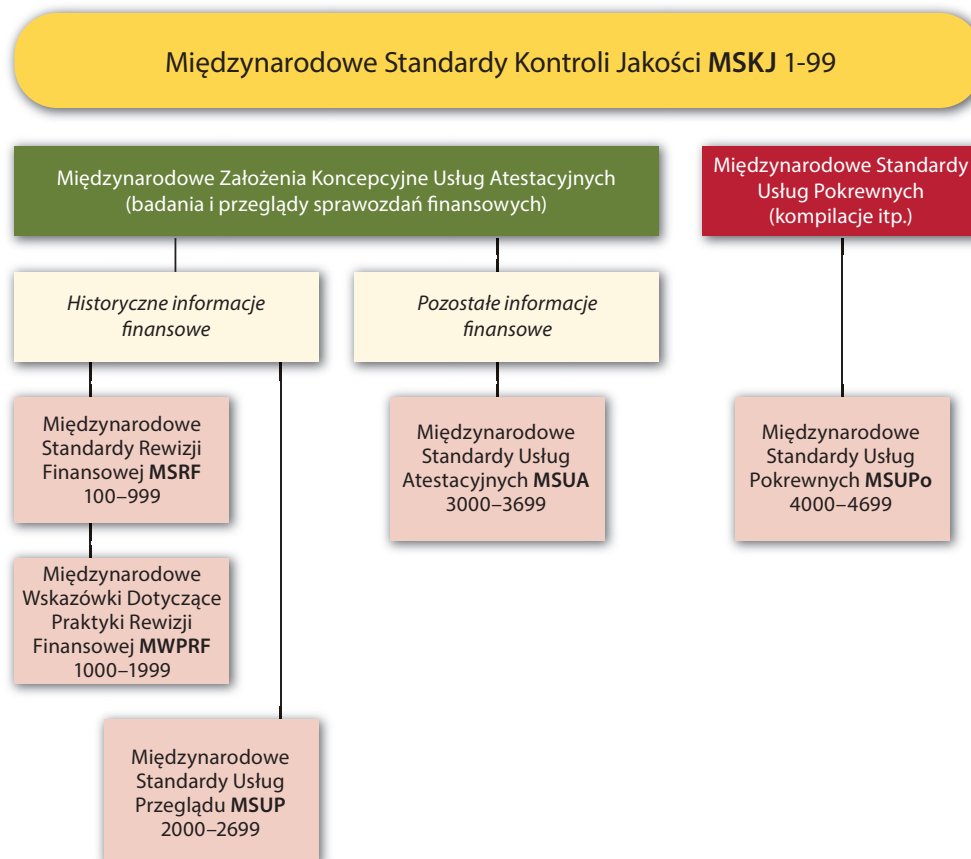 Międzynarodowe Standardy Kontroli Jakości MSKJ 1-99
Międzynarodowe Założenia Koncepcyjne Usług Atestacyjnych
(badania i przeglądy sprawozdań finansowych)
Międzynarodowe Standardy
Usług Pokrewnych
(kompilacje itp.)
Historyczne informacje
finansowe
Pozostałe informacje
finansowe
Międzynarodowe
Standardy Rewizji
Finansowej MSRF
100–999
Międzynarodowe
Standardy Usług
Atestacyjnych MSUA
3000–3699
Międzynarodowe
Standardy Usług
Pokrewnych MSUPo
4000–4699
Międzynarodowe
Wskazówki Dotyczące
Praktyki Rewizji
Finansowej MWPRF
1000–1999
Międzynarodowe
Standardy Usług
Przeglądu MSUP
2000–2699